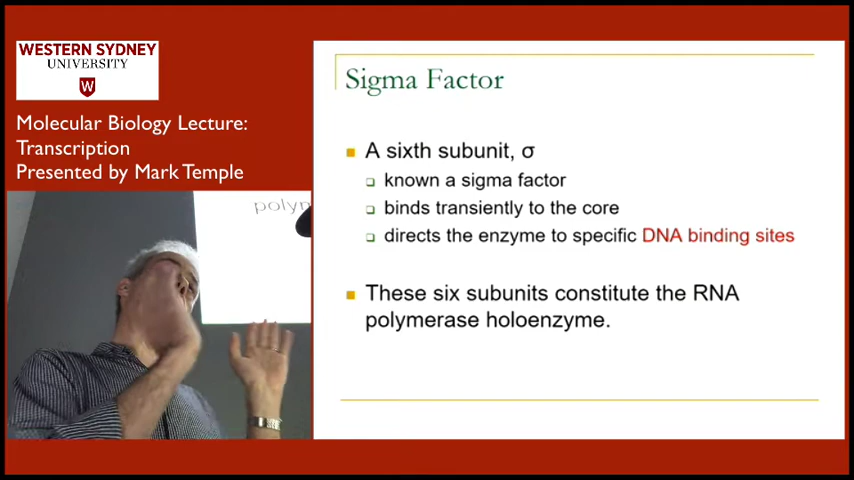 WESTERN SYDNEY
UNIVERSITY
W
Molecular Biology Lecture:
Transcription
Presented by Mark Temple
polyn
Sigma Factor
A sixth subunit, σ
known a sigma factor
binds transiently to the core
directs the enzyme to specific DNA binding sites
These six subunits constitute the RNA
polymerase holoenzyme.